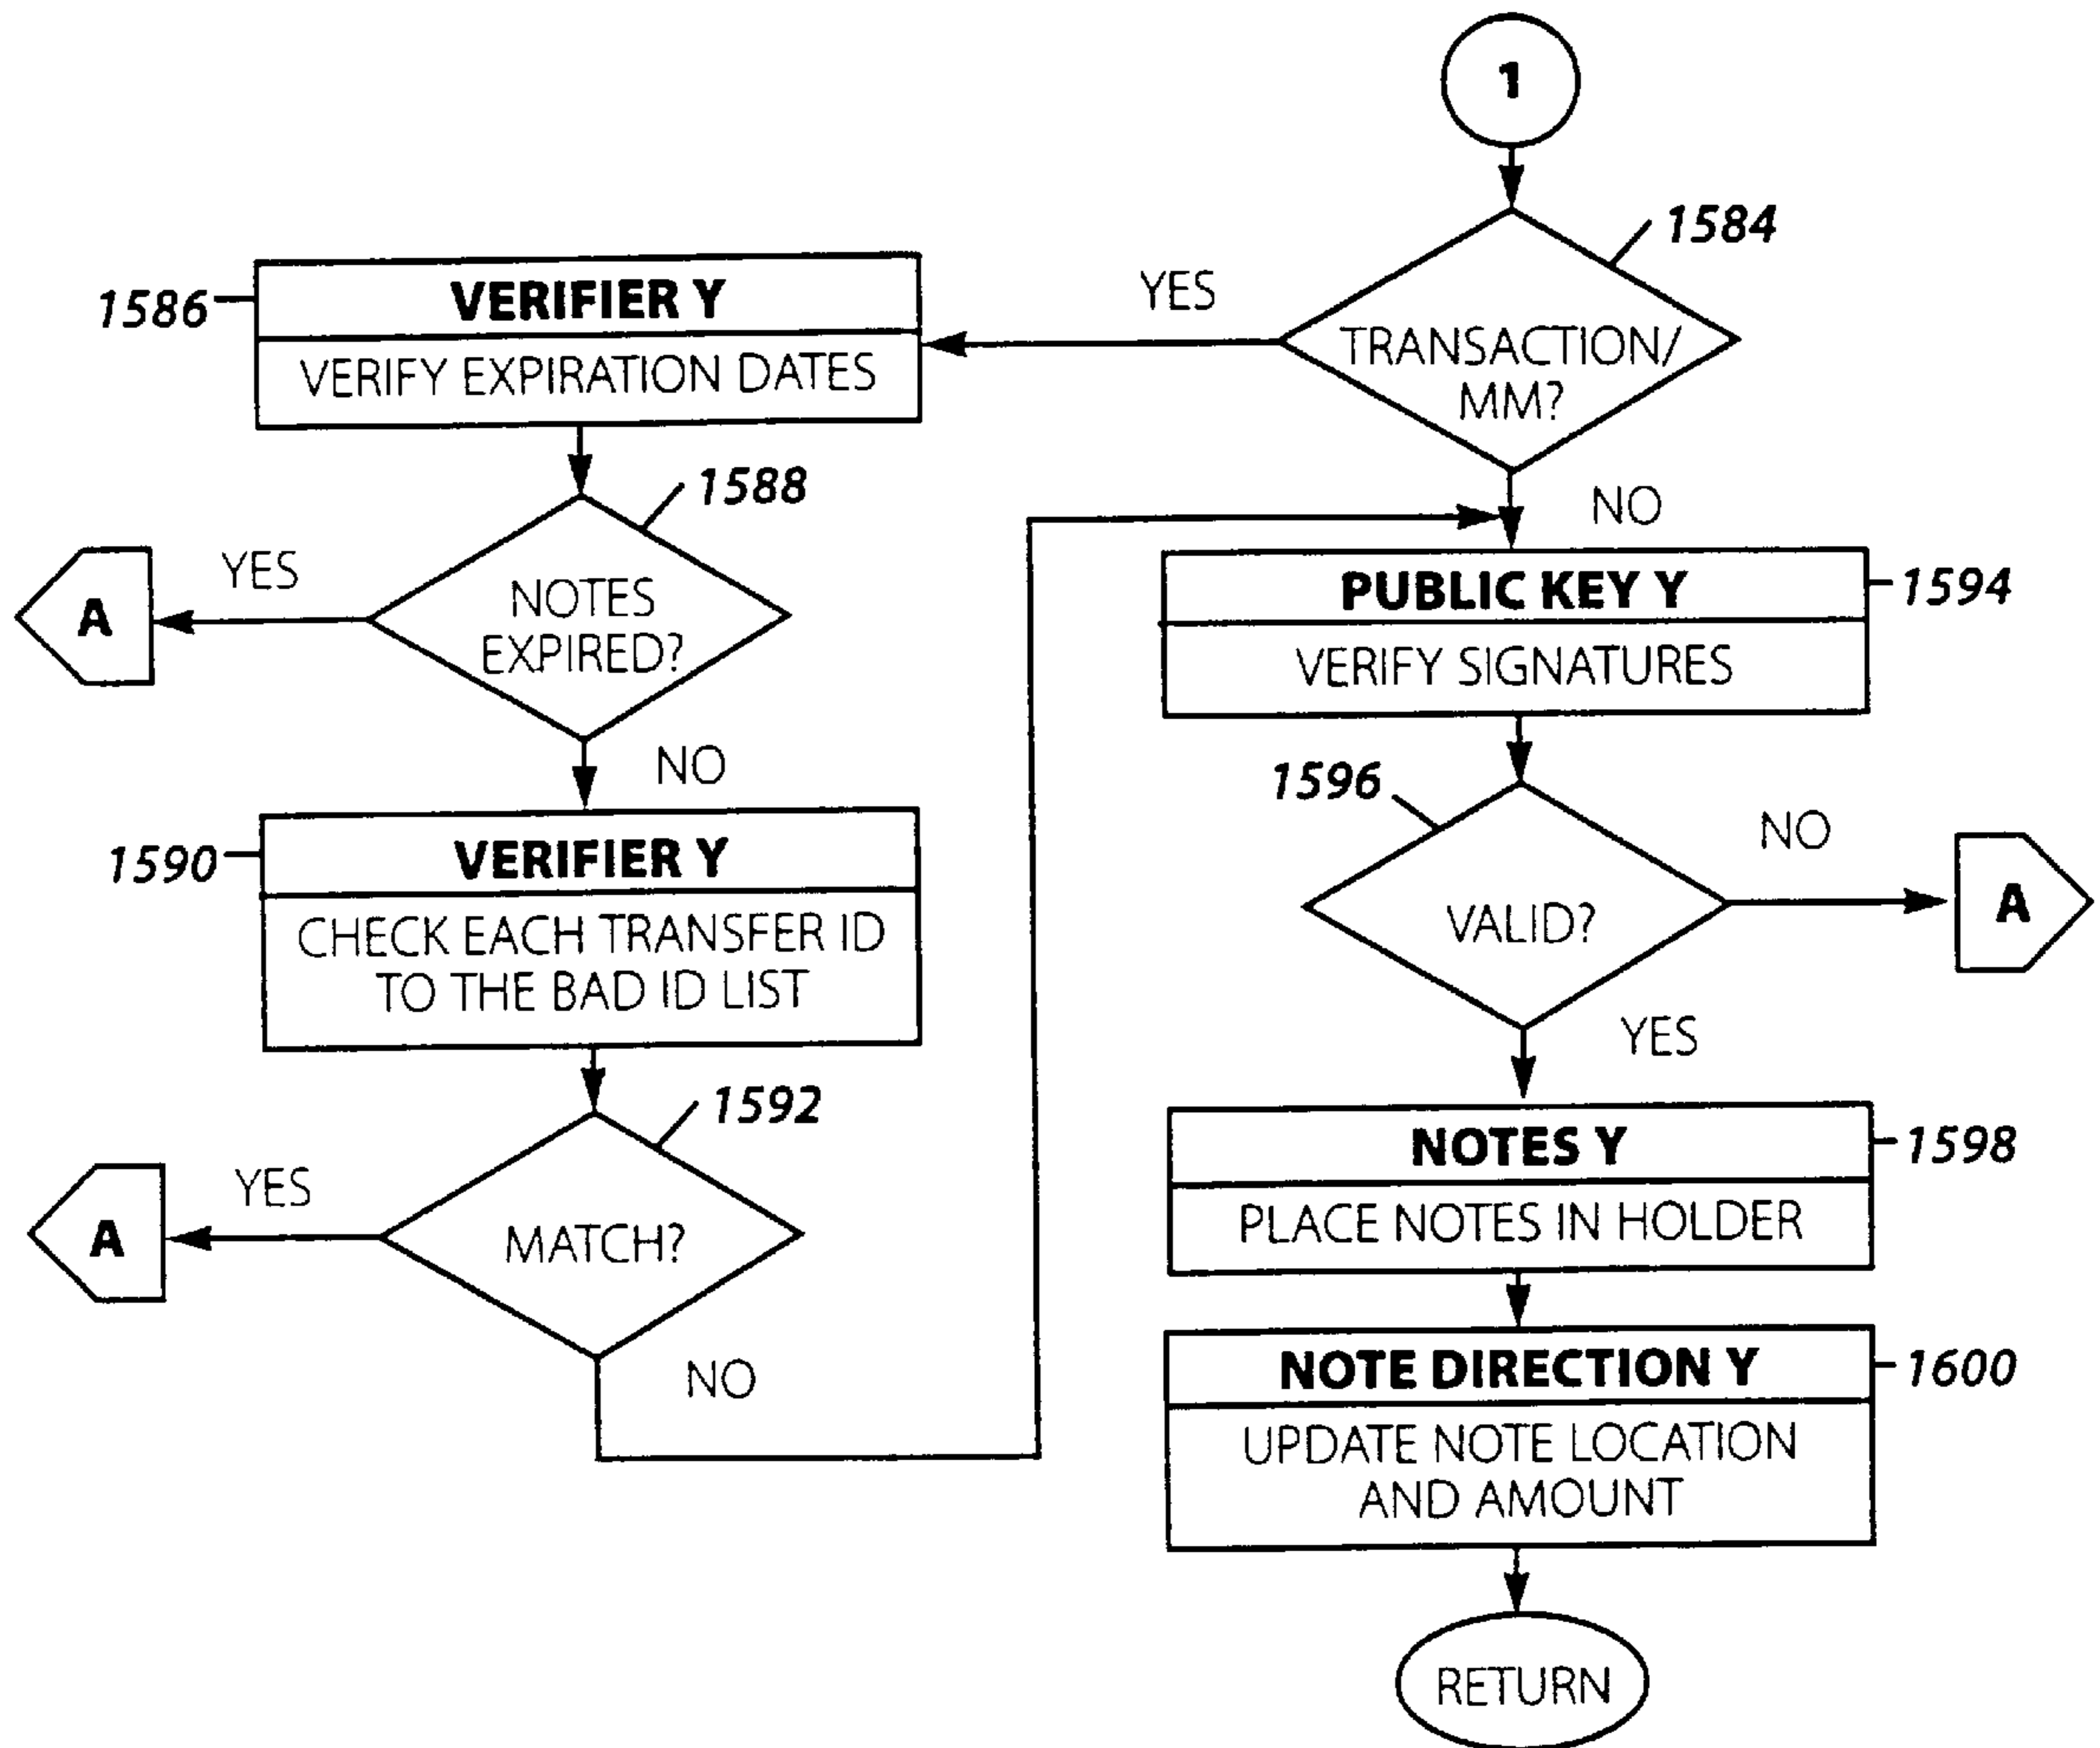 1
1584
TRANSACTION/
MM?
YES
NO
1586
VERIFIER Y
VERIFY EXPIRATION DATES
1588
NOTES
EXPIRED?
YES
A
NO
1590
VERIFIER Y
CHECK EACH TRANSFER ID
TO THE BAD ID LIST
1592
MATCH?
YES
A
NO
PUBLIC KEY Y
1594
VERIFY SIGNATURES
1596
VALID?
NO
A
YES
NOTES Y
1598
PLACE NOTES IN HOLDER
NOTE DIRECTION Y
1600
UPDATE NOTE LOCATION
AND AMOUNT
RETURN